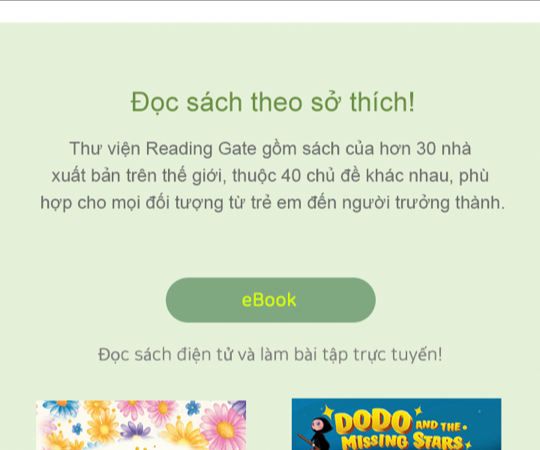 Đọc sách theo sở thích!
Thư viện Reading Gate gồm sách của hơn 30 nhà
xuất bản trên thế giới, thuộc 40 chủ đề khác nhau, phù
hợp cho mọi đối tượng từ trẻ em đến người trưởng thành.
eBook
Đọc sách điện tử và làm bài tập trực tuyến!
DODO AND THE
MISSING STARS